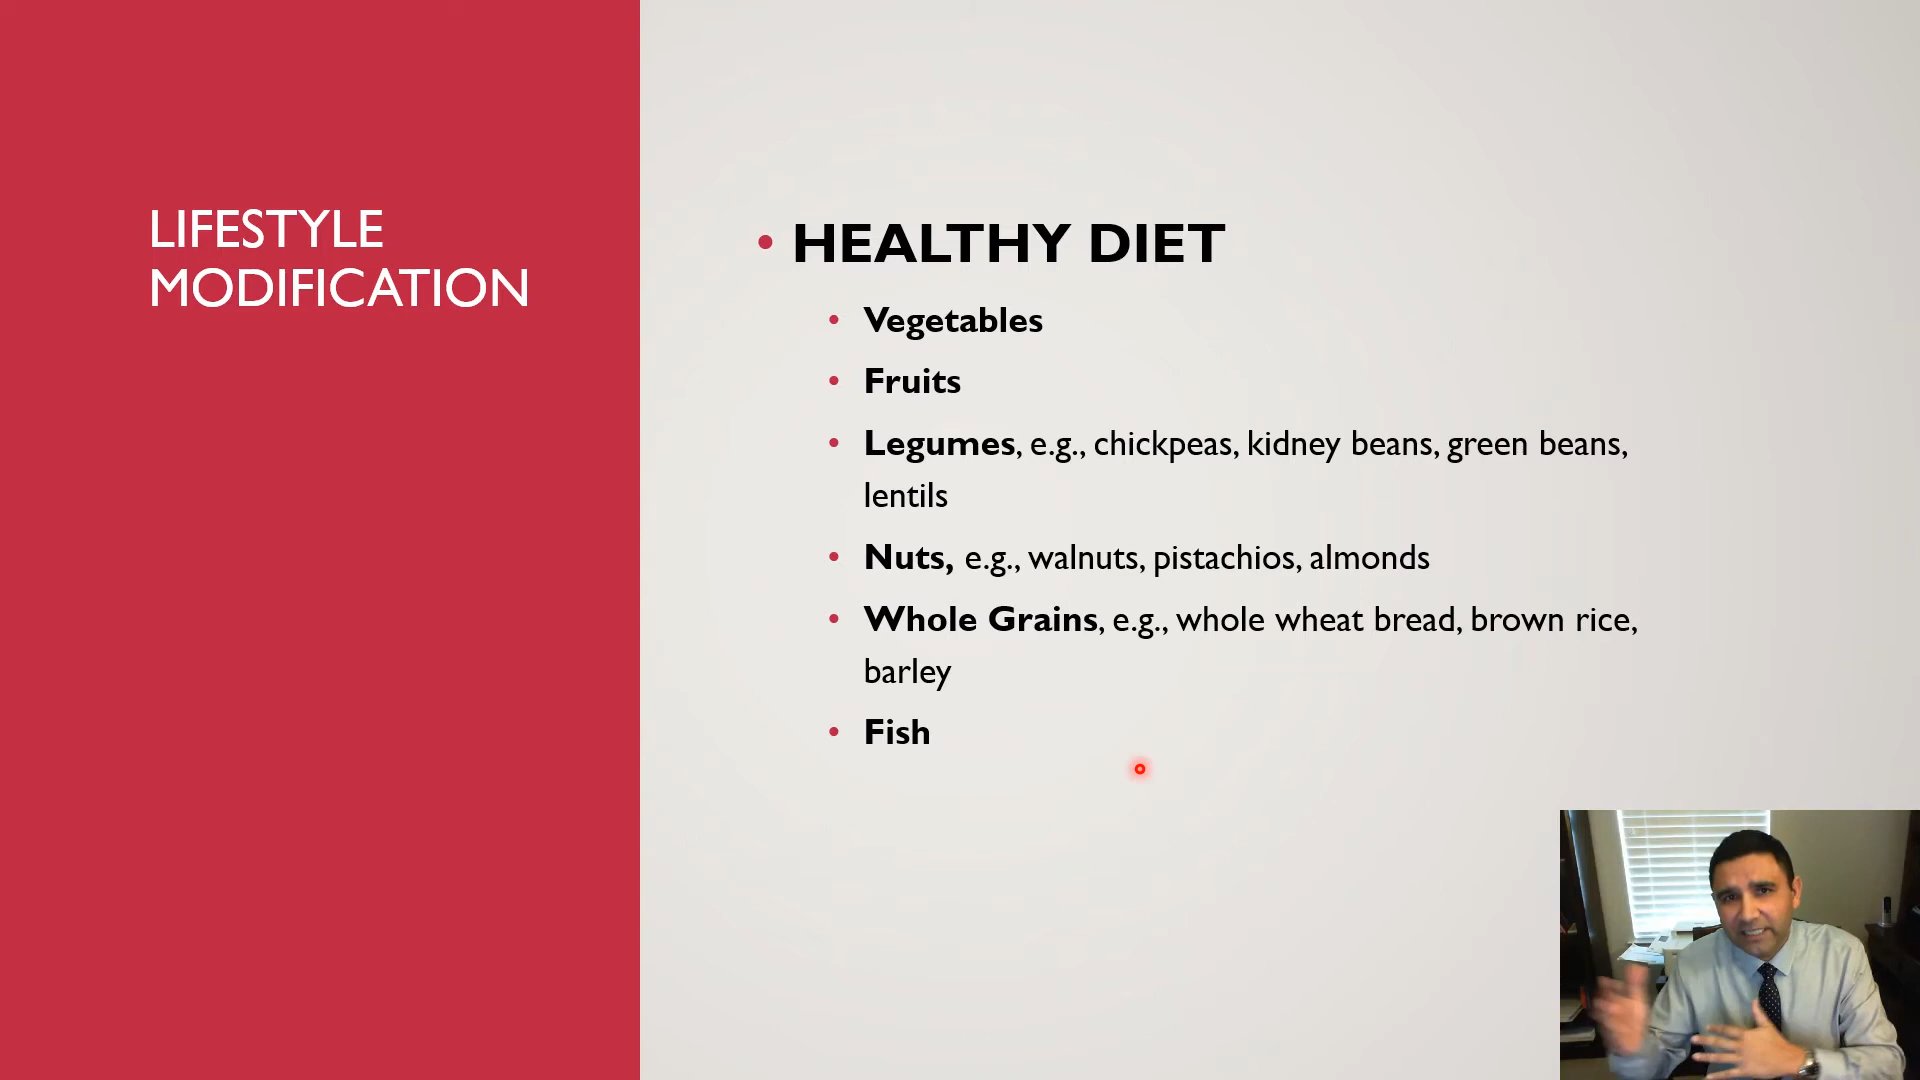 LIFESTYLE
MODIFICATION
• HEALTHY DIET
• Vegetables
• Fruits
• Legumes, e.g., chickpeas, kidney beans, green beans,
lentils
• Nuts, e.g., walnuts, pistachios, almonds
• Whole Grains, e.g., whole wheat bread, brown rice,
barley
• Fish